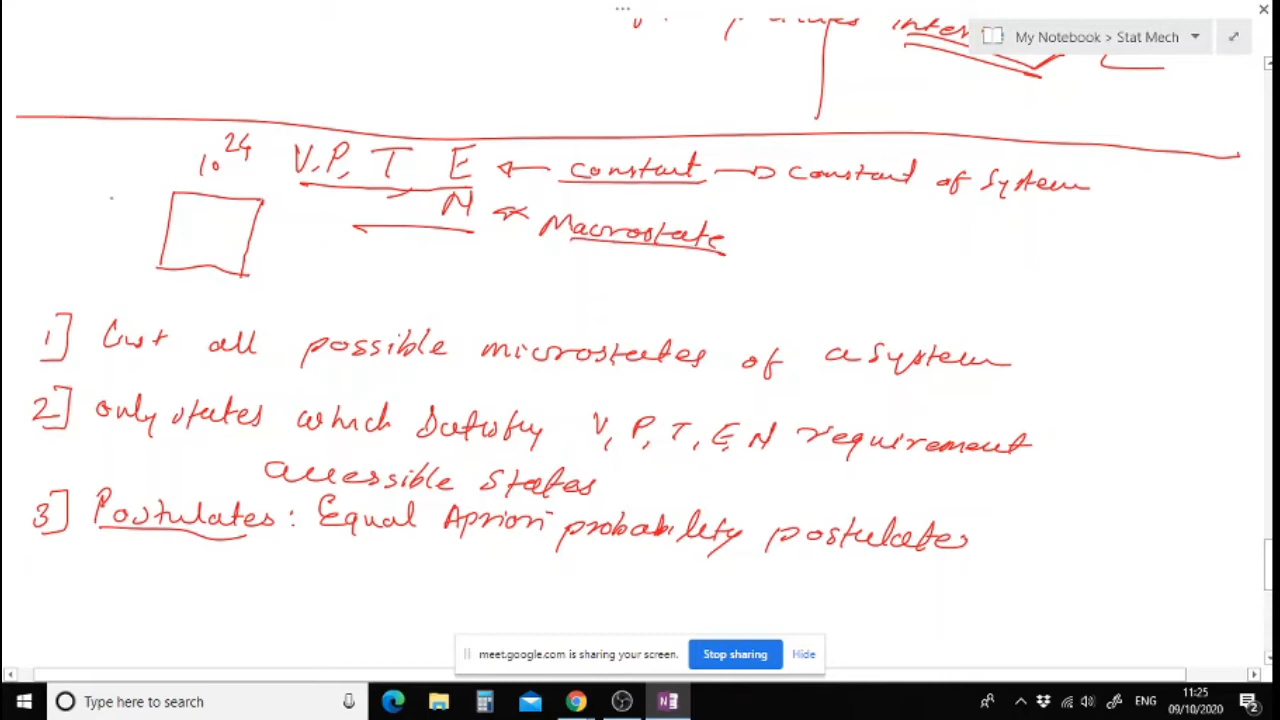 ...
My Notebook > Stat Mech
10²⁴ V, P, T E ← constant → constant of system
N ← Macrostate
1] List all possible microstates of a system
2] only states which satisfy V, P, T, E, N requirement
accessible states
3] Postulates: Equal Apriori probability postulates
meet.google.com is sharing your screen. Stop sharing Hide
Type here to search
ENG
11:25
09/10/2020
2